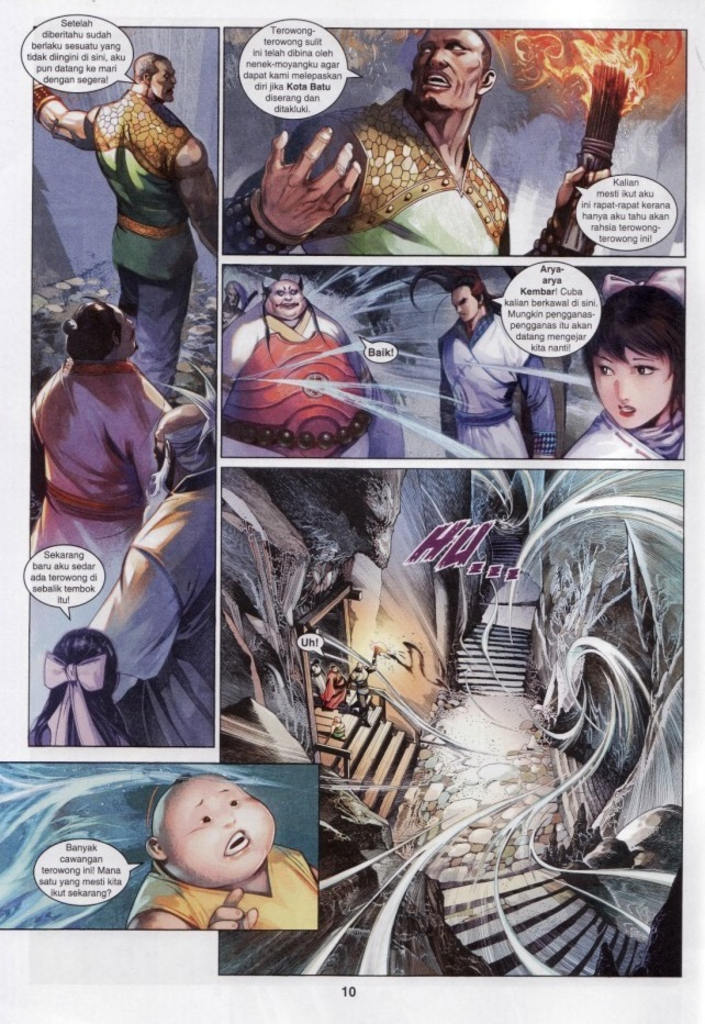 Setelah
diberitahu sudah
berlaku sesuatu yang
tidak diingini di sini, aku
pun datang ke mari
dengan segera!
Sekarang
baru aku sedar
ada terowong di
sebalik tembok
itu!
Terowong-
terowong sulit
ini telah dibina oleh
nenek-moyangku agar
dapat kami melepaskan
diri jika Kota Batu
diserang dan
ditakluki.
Kalian
mesti ikut aku
ini rapat-rapat kerana
hanya aku tahu akan
rahsia terowong-
terowong ini!
Arya-
arya
Kembar! Cuba
kalian berkawal di sini.
Mungkin pengganas-
pengganas itu akan
datang menyerang
kita nanti!
Baik!
HUzzz
Uh!
Banyak
cawangan
terowong ini! Mana
satu yang mesti kita
ikut sekarang?
10